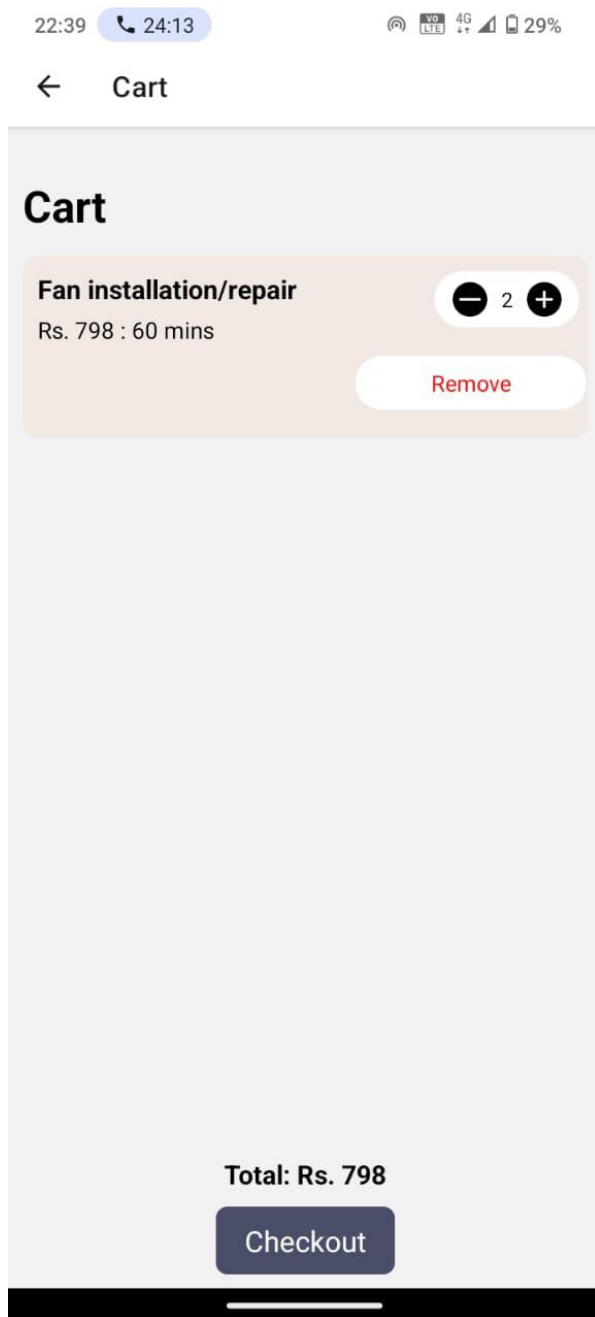 22:39 24:13 VO LTE 4G 29%
Cart
Cart
Fan installation/repair
2
Rs. 798 : 60 mins
Remove
Total: Rs. 798
Checkout